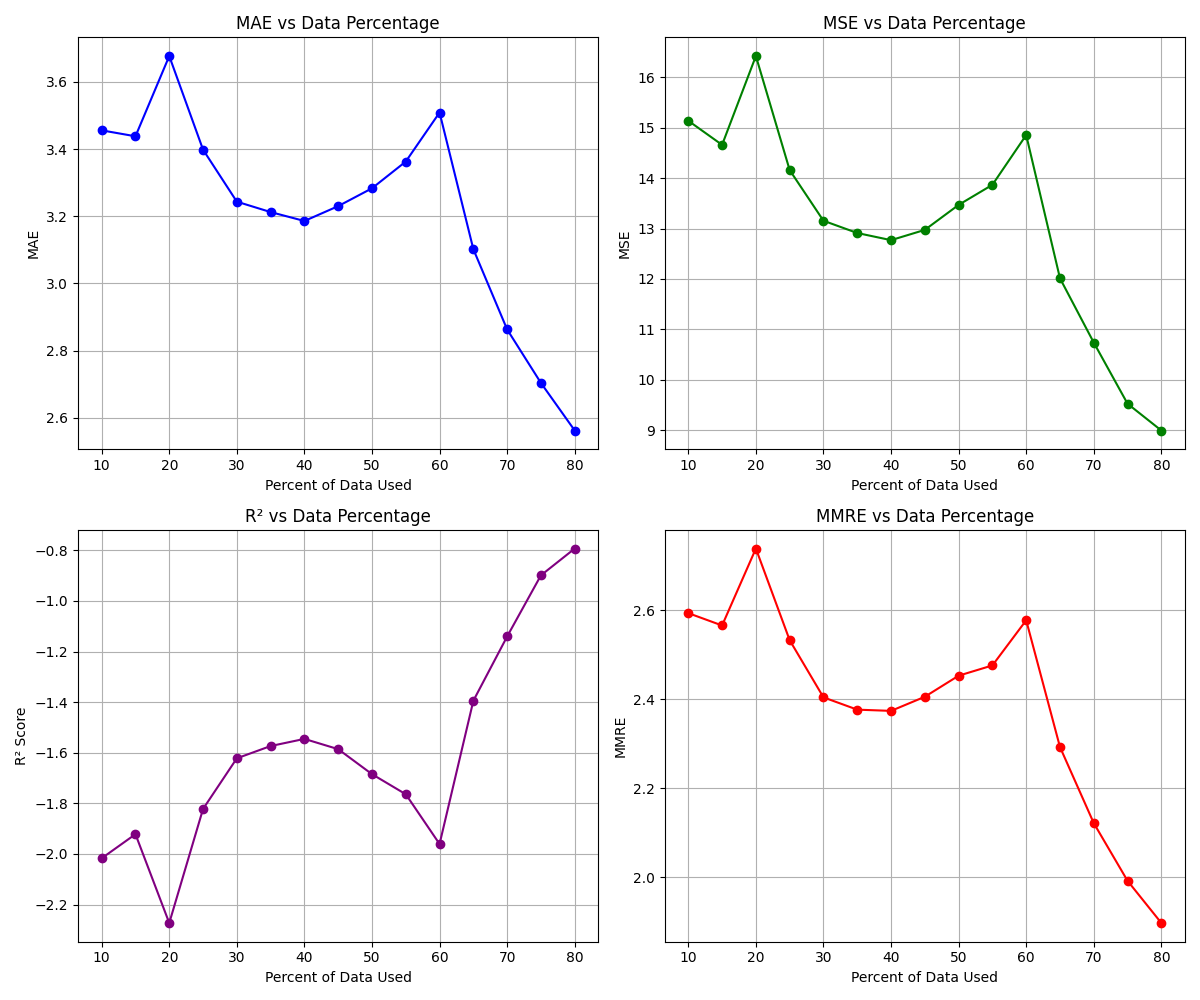 MAE vs Data Percentage
MAE
3.6
3.4
3.2
3.0
2.8
2.6
10 20 30 40 50 60 70 80
Percent of Data Used
MSE vs Data Percentage
MSE
16
15
14
13
12
11
10
9
10 20 30 40 50 60 70 80
Percent of Data Used
R² vs Data Percentage
R² Score
−0.8
−1.0
−1.2
−1.4
−1.6
−1.8
−2.0
−2.2
10 20 30 40 50 60 70 80
Percent of Data Used
MMRE vs Data Percentage
MMRE
2.6
2.4
2.2
2.0
10 20 30 40 50 60 70 80
Percent of Data Used